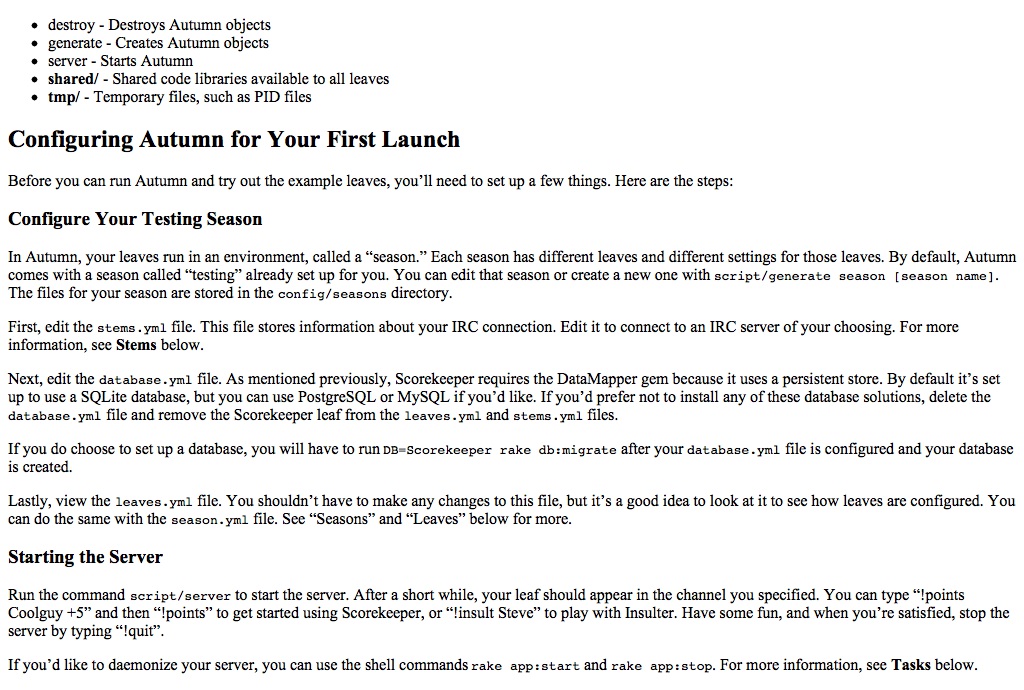 destroy - Destroys Autumn objects
generate - Creates Autumn objects
server - Starts Autumn
shared/ - Shared code libraries available to all leaves
tmp/ - Temporary files, such as PID files
Configuring Autumn for Your First Launch
Before you can run Autumn and try out the example leaves, you’ll need to set up a few things. Here are the steps:
Configure Your Testing Season
In Autumn, your leaves run in an environment, called a “season.” Each season has different leaves and different settings for those leaves. By default, Autumn
comes with a season called “testing” already set up for you. You can edit that season or create a new one with script/generate season [season name].
The files for your season are stored in the config/seasons directory.
First, edit the stems.yml file. This file stores information about your IRC connection. Edit it to connect to an IRC server of your choosing. For more
information, see Stems below.
Next, edit the database.yml file. As mentioned previously, Scorekeeper requires the DataMapper gem because it uses a persistent store. By default it’s set
up to use a SQLite database, but you can use PostgreSQL or MySQL if you’d like. If you’d prefer not to install any of these database solutions, delete the
database.yml file and remove the Scorekeeper leaf from the leaves.yml and stems.yml files.
If you do choose to set up a database, you will have to run DB=Scorekeeper rake db:migrate after your database.yml file is configured and your database
is created.
Lastly, view the leaves.yml file. You shouldn’t have to make any changes to this file, but it’s a good idea to look at it to see how leaves are configured. You
can do the same with the season.yml file. See “Seasons” and “Leaves” below for more.
Starting the Server
Run the command script/server to start the server. After a short while, your leaf should appear in the channel you specified. You can type “!points
Coolguy +5” and then “!points” to get started using Scorekeeper, or “!insult Steve” to play with Insulter. Have some fun, and when you’re satisfied, stop the
server by typing “!quit”.
If you’d like to daemonize your server, you can use the shell commands rake app:start and rake app:stop. For more information, see Tasks below.